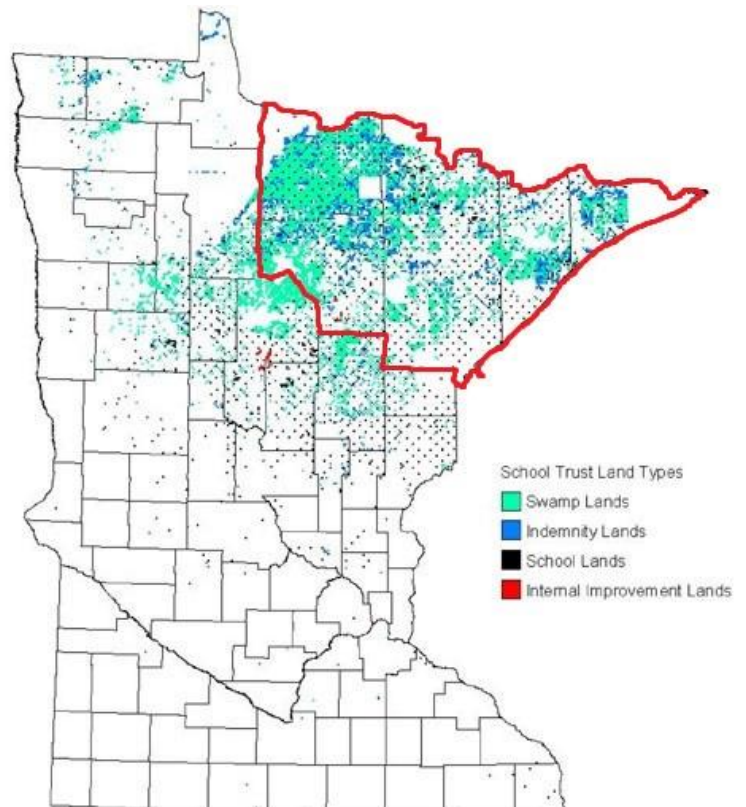 School Trust Land Types
Swamp Lands
Indemnity Lands
School Lands
Internal Improvement Lands